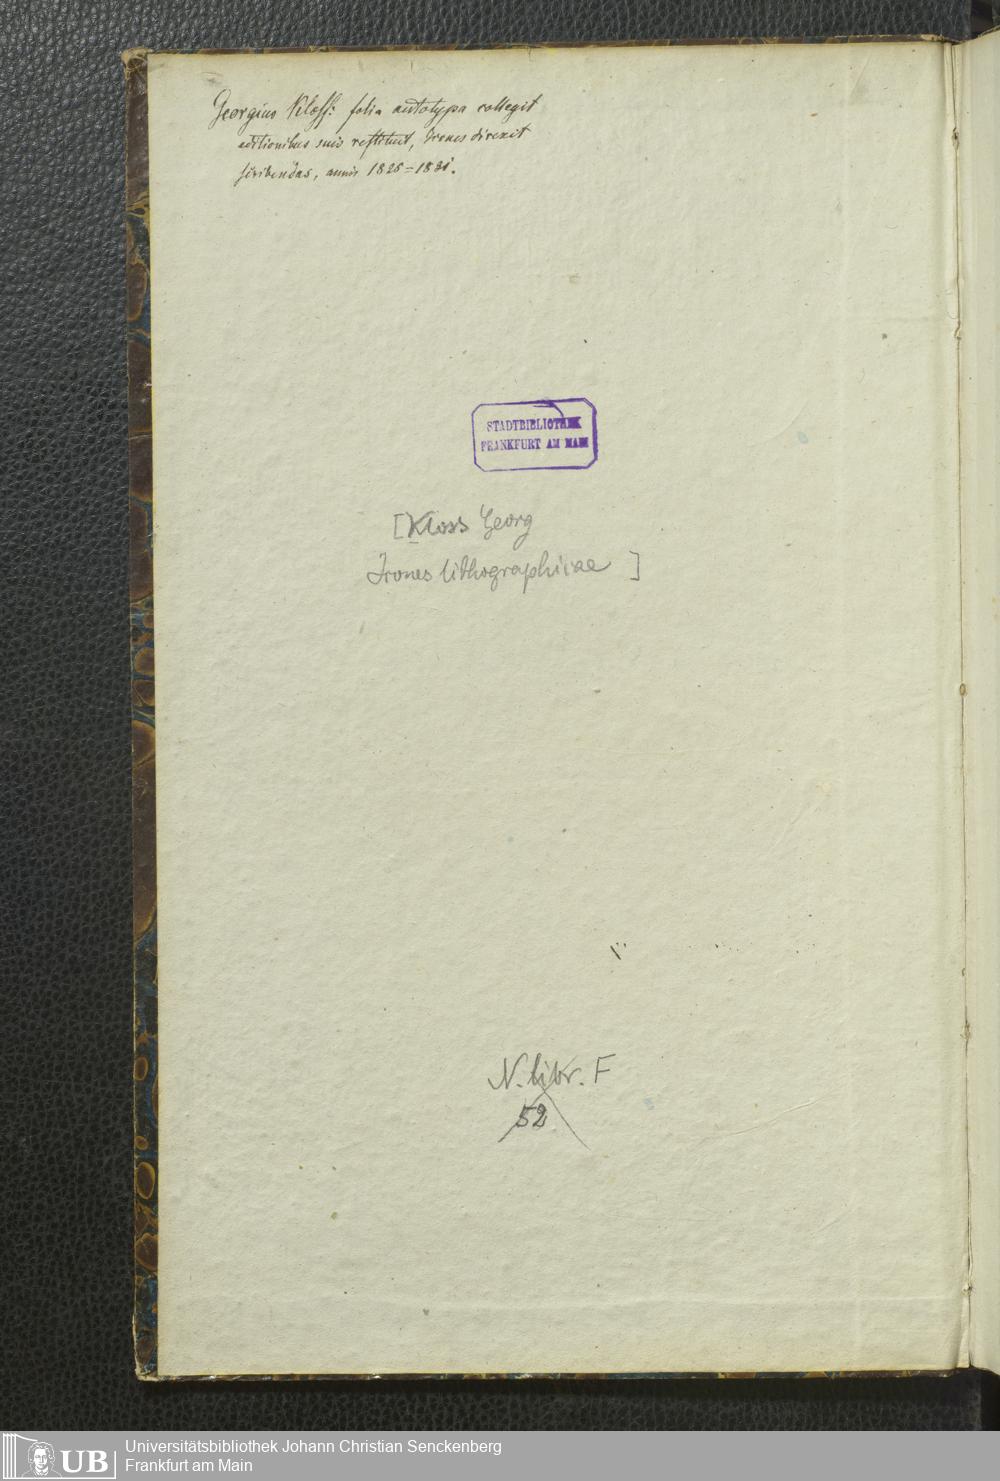 Georgius Kloſs: folia autotypa collegit
editionibus suis reſtituit, Icones direxit
ſcribendas, annis 1825=1831.
STADTBIBLIOTHEK
FRANKFURT AM MAIN
[Kloss Georg
Icones lithographicae ]
N. libr. F
52
UB
Universitätsbibliothek Johann Christian Senckenberg
Frankfurt am Main